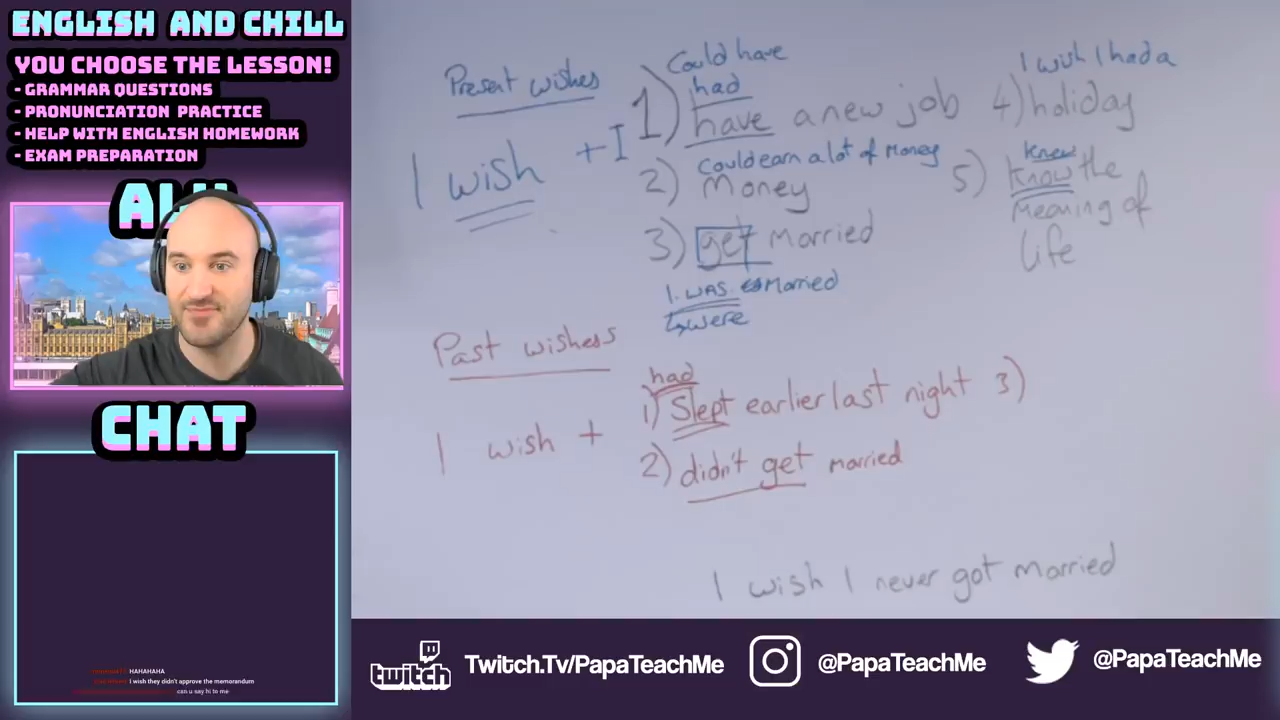 ENGLISH AND CHILL
YOU CHOOSE THE LESSON!
- GRAMMAR QUESTIONS
- PRONUNCIATION PRACTICE
- HELP WITH ENGLISH HOMEWORK
- EXAM PREPARATION
CHAT
HAHAHAHA
I wish they didn't approve the memorandum
can u say hi to me
Present wishes
I wish + I
Could have
had
1) have a new job
Could earn a lot of money
2) Money
3) get married
I was married
were
I wish I had a
4) holiday
knew
5) know the
meaning of
life
Past wishess
I wish +
had
1) Slept earlier last night 3)
2) didn't get married
I wish I never got married
twitch Twitch.Tv/PapaTeachMe @PapaTeachMe @PapaTeachMe